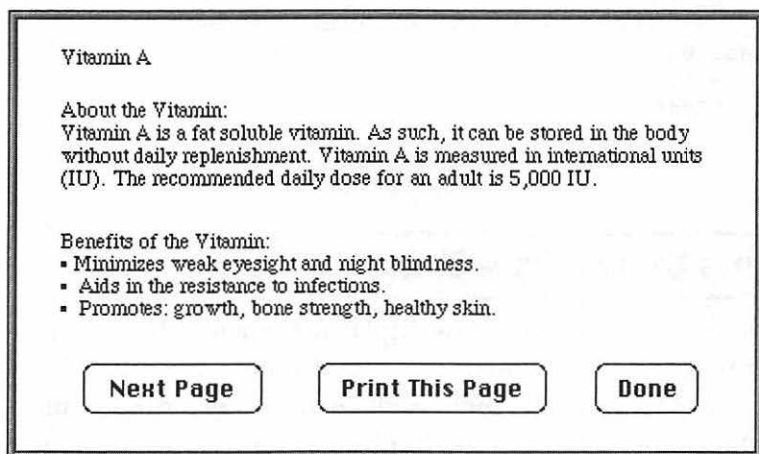 Vitamin A
About the Vitamin:
Vitamin A is a fat soluble vitamin. As such, it can be stored in the body
without daily replenishment. Vitamin A is measured in international units
(IU). The recommended daily dose for an adult is 5,000 IU.
Benefits of the Vitamin:
▪ Minimizes weak eyesight and night blindness.
▪ Aids in the resistance to infections.
▪ Promotes: growth, bone strength, healthy skin.
Next Page Print This Page Done